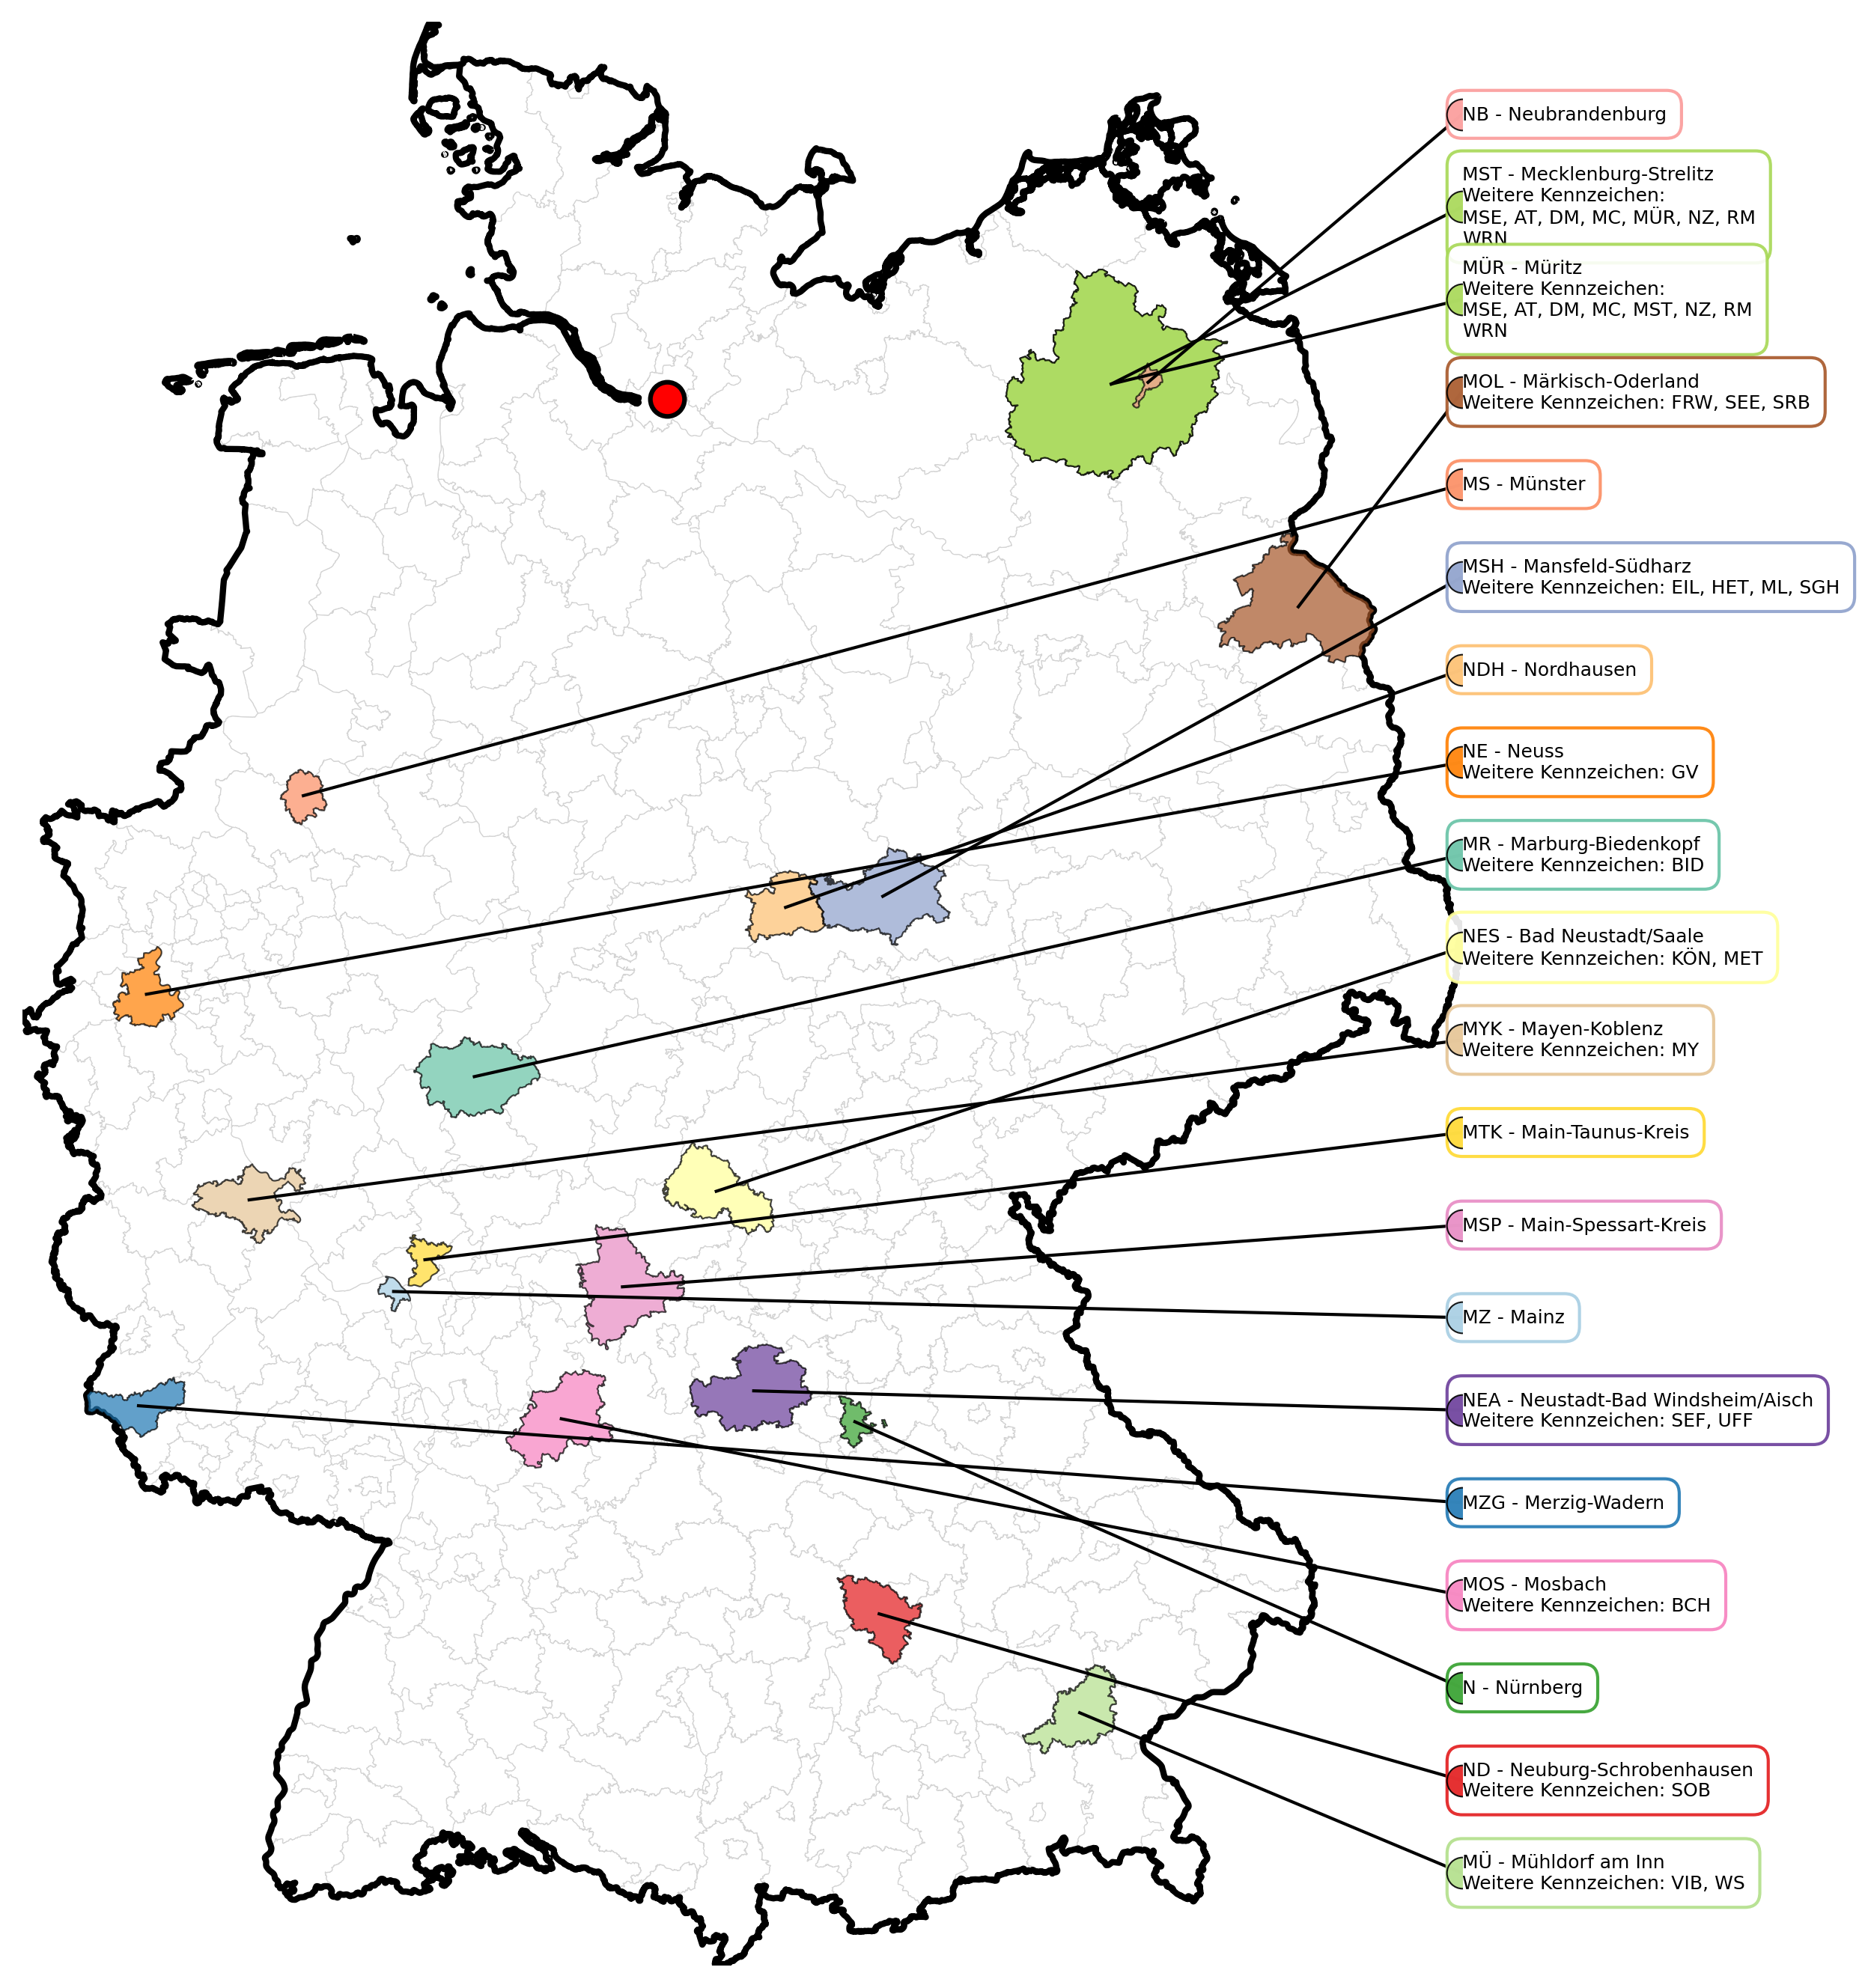 NB - Neubrandenburg
MST - Mecklenburg-Strelitz
Weitere Kennzeichen:
MSE, AT, DM, MC, MÜR, NZ, RM
WRN
MÜR - Müritz
Weitere Kennzeichen:
MSE, AT, DM, MC, MST, NZ, RM
WRN
MOL - Märkisch-Oderland
Weitere Kennzeichen: FRW, SEE, SRB
MS - Münster
MSH - Mansfeld-Südharz
Weitere Kennzeichen: EIL, HET, ML, SGH
NDH - Nordhausen
NE - Neuss
Weitere Kennzeichen: GV
MR - Marburg-Biedenkopf
Weitere Kennzeichen: BID
NES - Bad Neustadt/Saale
Weitere Kennzeichen: KÖN, MET
MYK - Mayen-Koblenz
Weitere Kennzeichen: MY
MTK - Main-Taunus-Kreis
MSP - Main-Spessart-Kreis
MZ - Mainz
NEA - Neustadt-Bad Windsheim/Aisch
Weitere Kennzeichen: SEF, UFF
MZG - Merzig-Wadern
MOS - Mosbach
Weitere Kennzeichen: BCH
N - Nürnberg
ND - Neuburg-Schrobenhausen
Weitere Kennzeichen: SOB
MÜ - Mühldorf am Inn
Weitere Kennzeichen: VIB, WS